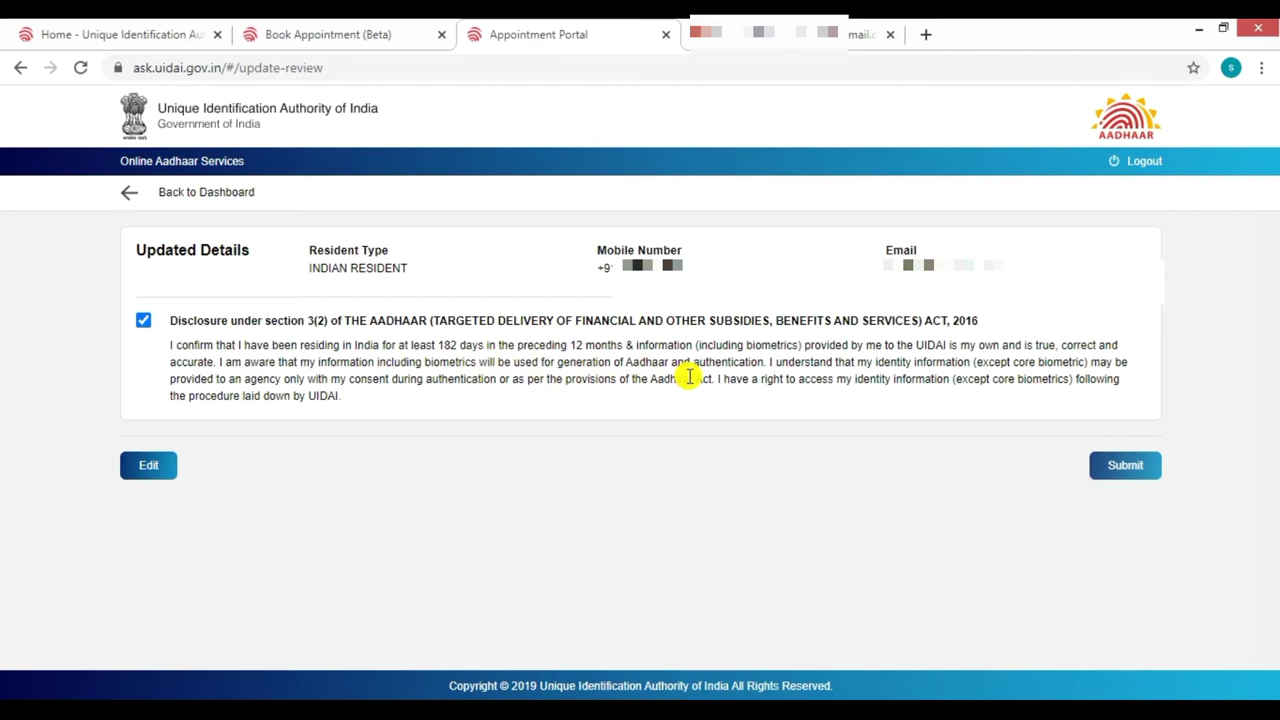 Home - Unique Identification Au
Book Appointment (Beta)
Appointment Portal
mail.c
ask.uidai.gov.in/#/update-review
S
Unique Identification Authority of India
Government of India
AADHAAR
Online Aadhaar Services
Logout
Back to Dashboard
Updated Details
Resident Type
INDIAN RESIDENT
Mobile Number
+9
Email
Disclosure under section 3(2) of THE AADHAAR (TARGETED DELIVERY OF FINANCIAL AND OTHER SUBSIDIES, BENEFITS AND SERVICES) ACT, 2016
I confirm that I have been residing in India for at least 182 days in the preceding 12 months & information (including biometrics) provided by me to the UIDAI is my own and is true, correct and
accurate. I am aware that my information including biometrics will be used for generation of Aadhaar and authentication. I understand that my identity information (except core biometric) may be
provided to an agency only with my consent during authentication or as per the provisions of the Aadhaar Act. I have a right to access my identity information (except core biometrics) following
the procedure laid down by UIDAI.
Edit
Submit
Copyright © 2019 Unique Identification Authority of India All Rights Reserved.